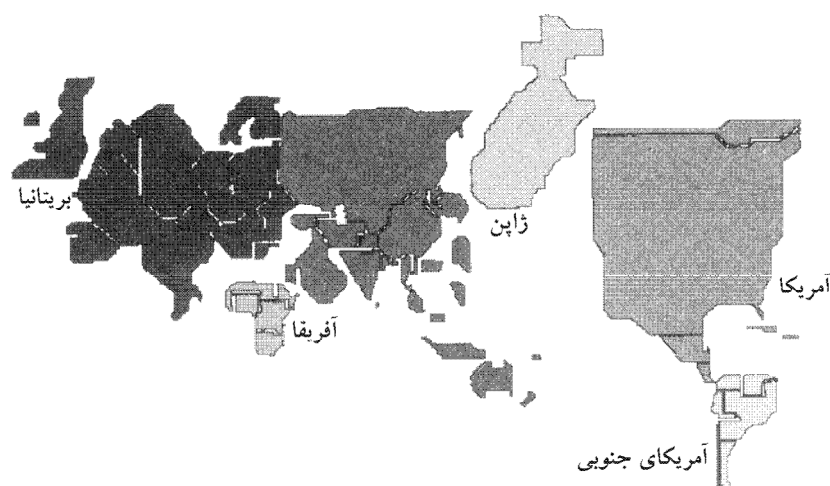 بریتانیا
ژاپن
آمریکا
آفریقا
آمریکای جنوبی